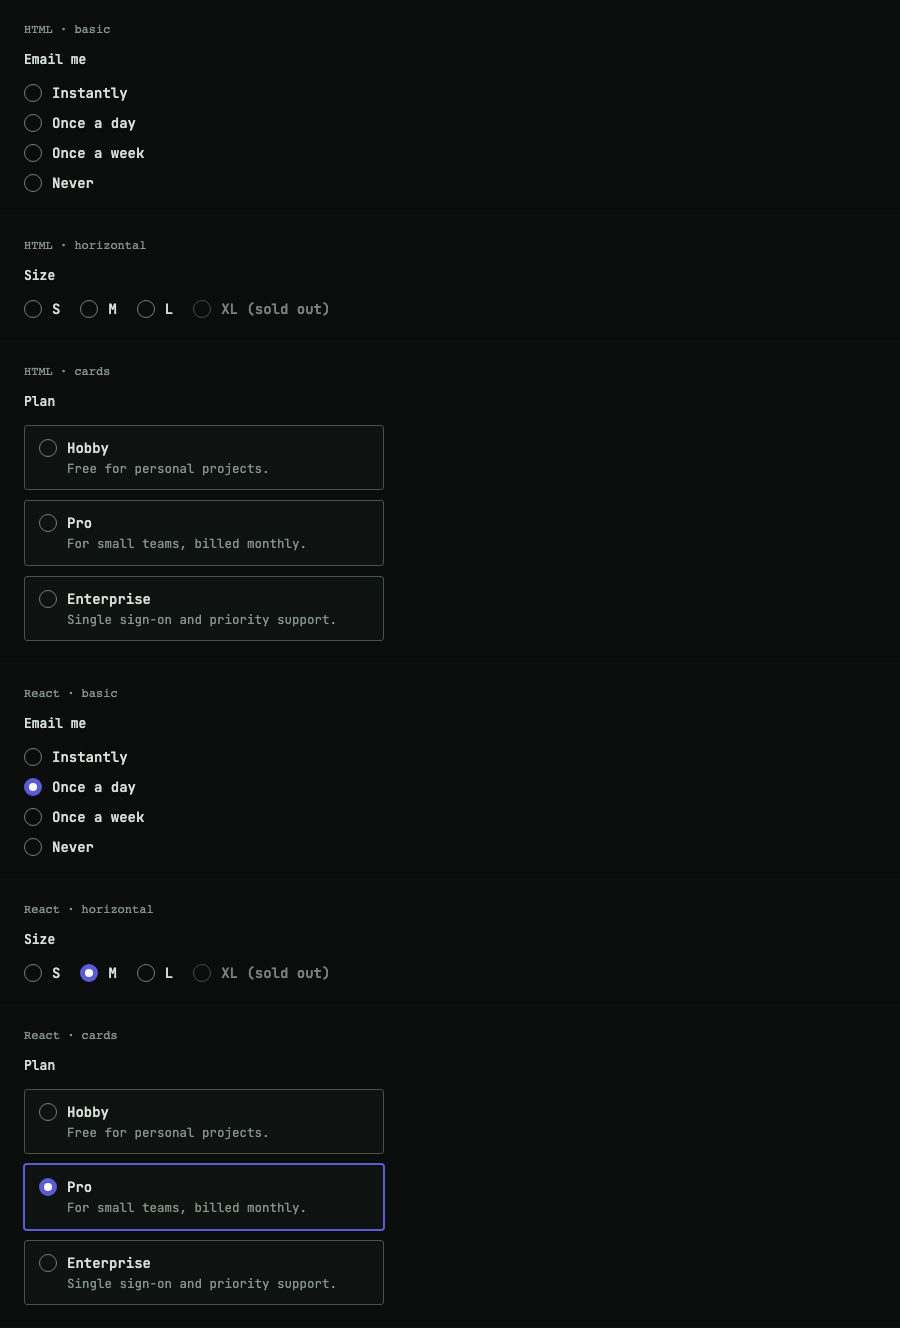 HTML · basic
Email me
Instantly
Once a day
Once a week
Never
HTML · horizontal
Size
S M L XL (sold out)
HTML · cards
Plan
Hobby
Free for personal projects.
Pro
For small teams, billed monthly.
Enterprise
Single sign-on and priority support.
React · basic
Email me
Instantly
Once a day
Once a week
Never
React · horizontal
Size
S M L XL (sold out)
React · cards
Plan
Hobby
Free for personal projects.
Pro
For small teams, billed monthly.
Enterprise
Single sign-on and priority support.